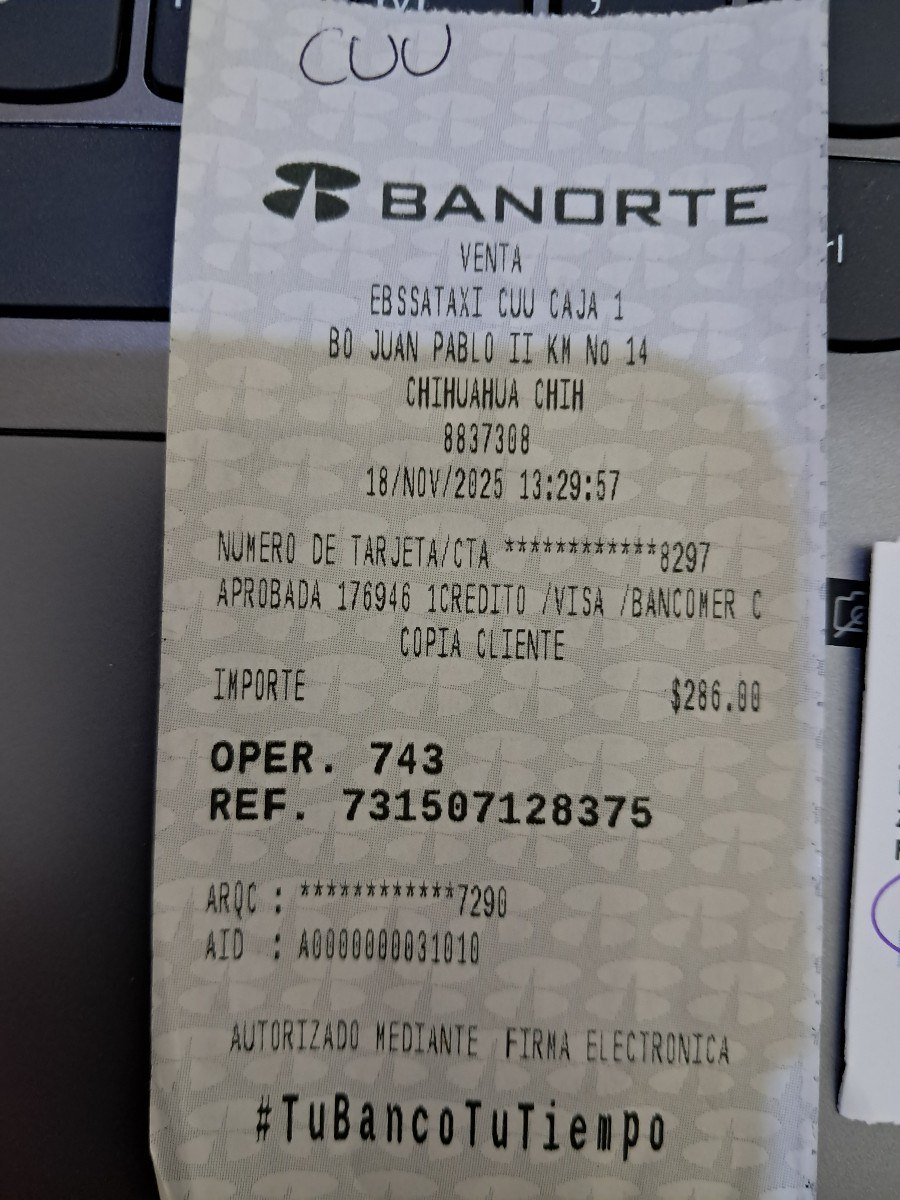 CUU
BANORTE
VENTA
EBSSATAXI CUU CAJA 1
BO JUAN PABLO II KM No 14
CHIHUAHUA CHIH
8837308
18/NOV/2025 13:29:57
NUMERO DE TARJETA/CTA ************8297
APROBADA 176946 1CREDITO /VISA /BANCOMER C
COPIA CLIENTE
IMPORTE $286.00
OPER. 743
REF. 731507128375
ARQC : ************7290
AID : A0000000031010
AUTORIZADO MEDIANTE FIRMA ELECTRONICA
#TuBancoTuTiempo